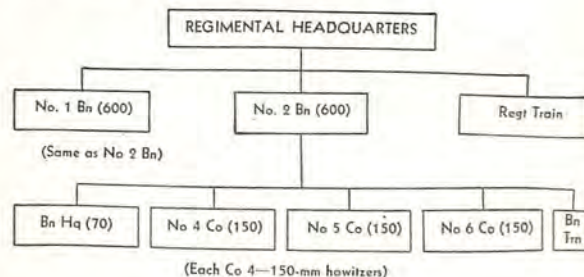 REGIMENTAL HEADQUARTERS
No. 1 Bn (600)
No. 2 Bn (600)
Regt Train
(Same as No 2 Bn)
Bn Hq (70)
No 4 Co (150)
No 5 Co (150)
No 6 Co (150)
Bn
Trn
(Each Co 4—150-mm howitzers)